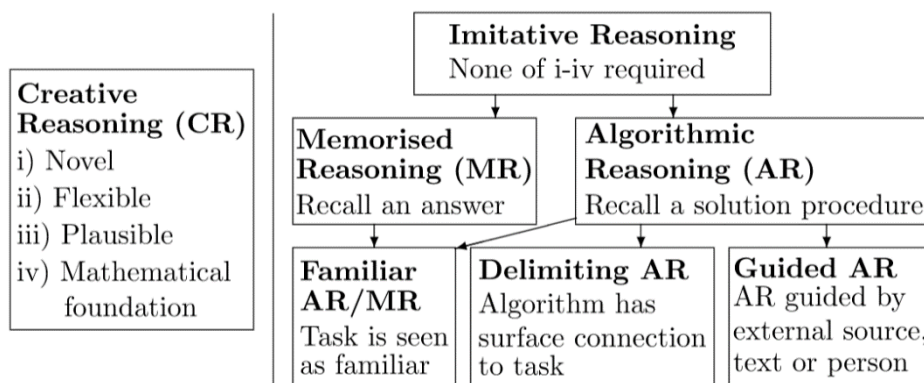 Imitative Reasoning
None of i-iv required
Creative
Reasoning (CR)
i) Novel
ii) Flexible
iii) Plausible
iv) Mathematical
foundation
Memorised
Reasoning (MR)
Recall an answer
Algorithmic
Reasoning (AR)
Recall a solution procedure
Familiar
AR/MR
Task is seen
as familiar
Delimiting AR
Algorithm has
surface connection
to task
Guided AR
AR guided by
external source,
text or person